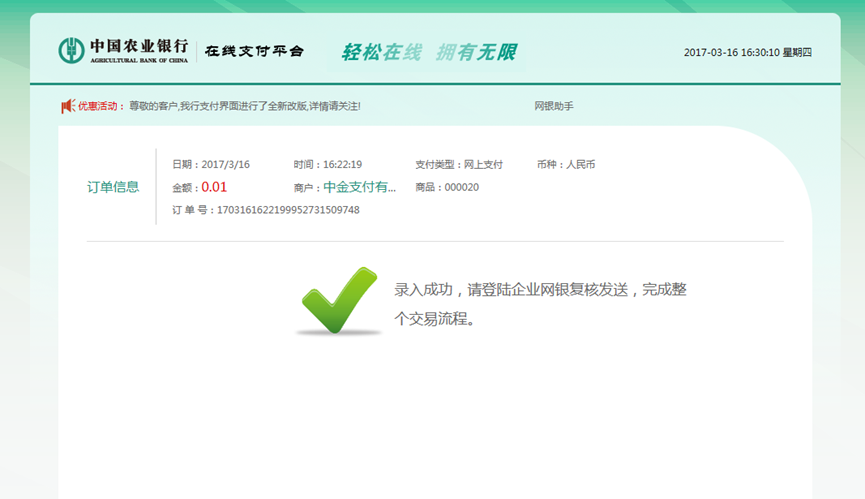 中国农业银行 在线支付平台 轻松在线 拥有无限 2017-03-16 16:30:10 星期四
AGRICULTURAL BANK OF CHINA
优惠活动： 尊敬的客户,我行支付界面进行了全新改版,详情请关注! 网银助手
订单信息
日期：2017/3/16 时间：16:22:19 支付类型：网上支付 币种：人民币
金额：0.01 商户：中金支付有... 商品：000020
订 单 号：1703161622199952731509748
录入成功，请登陆企业网银复核发送，完成整
个交易流程。